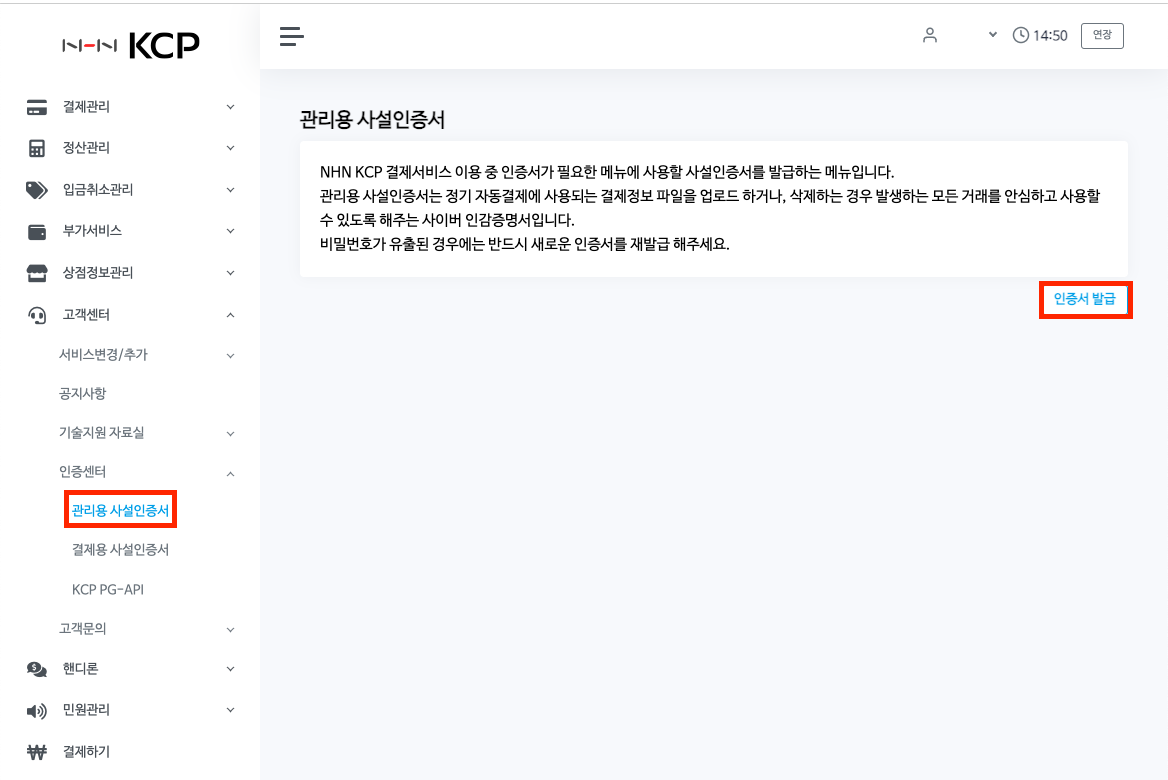 NHN KCP
14:50
연장
결제관리
정산관리
입금취소관리
부가서비스
상점정보관리
고객센터
서비스변경/추가
공지사항
기술지원 자료실
인증센터
관리용 사설인증서
결제용 사설인증서
KCP PG-API
고객문의
핸디론
민원관리
결제하기
관리용 사설인증서
NHN KCP 결제서비스 이용 중 인증서가 필요한 메뉴에 사용할 사설인증서를 발급하는 메뉴입니다.
관리용 사설인증서는 정기 자동결제에 사용되는 결제정보 파일을 업로드 하거나, 삭제하는 경우 발생하는 모든 거래를 안심하고 사용할
수 있도록 해주는 사이버 인감증명서입니다.
비밀번호가 유출된 경우에는 반드시 새로운 인증서를 재발급 해주세요.
인증서 발급